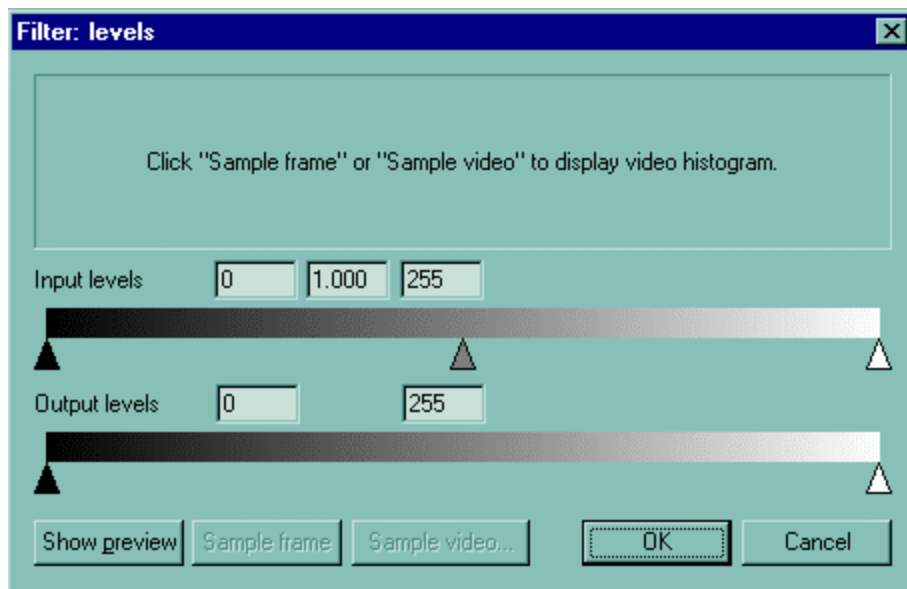 Filter: levels
Click "Sample frame" or "Sample video" to display video histogram.
Input levels 0 1.000 255
Output levels 0 255
Show preview Sample frame Sample video... OK Cancel